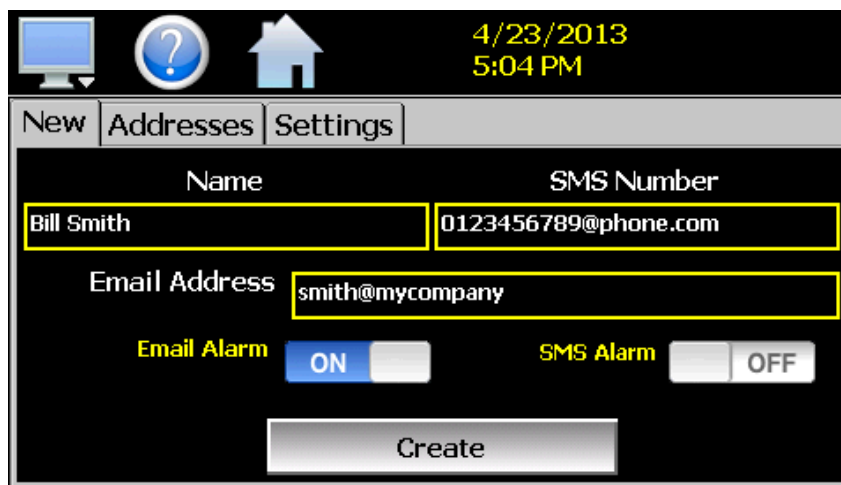 4/23/2013
5:04 PM
New Addresses Settings
Name SMS Number
Bill Smith 0123456789@phone.com
Email Address smith@mycompany
Email Alarm ON SMS Alarm OFF
Create